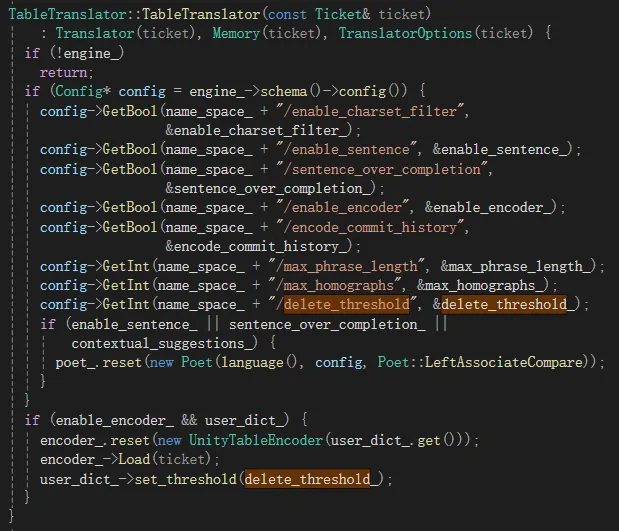 TableTranslator::TableTranslator(const Ticket& ticket)
    : Translator(ticket), Memory(ticket), TranslatorOptions(ticket) {
  if (!engine_)
    return;
  if (Config* config = engine_->schema()->config()) {
    config->GetBool(name_space_ + "/enable_charset_filter",
                    &enable_charset_filter_);
    config->GetBool(name_space_ + "/enable_sentence", &enable_sentence_);
    config->GetBool(name_space_ + "/sentence_over_completion",
                    &sentence_over_completion_);
    config->GetBool(name_space_ + "/enable_encoder", &enable_encoder_);
    config->GetBool(name_space_ + "/encode_commit_history",
                    &encode_commit_history_);
    config->GetInt(name_space_ + "/max_phrase_length", &max_phrase_length_);
    config->GetInt(name_space_ + "/max_homographs", &max_homographs_);
    config->GetInt(name_space_ + "/delete_threshold", &delete_threshold_);
    if (enable_sentence_ || sentence_over_completion_ ||
        contextual_suggestions_) {
      poet_.reset(new Poet(language(), config, Poet::LeftAssociateCompare));
    }
  }
  if (enable_encoder_ && user_dict_) {
    encoder_.reset(new UnityTableEncoder(user_dict_.get()));
    encoder_->Load(ticket);
    user_dict_->set_threshold(delete_threshold_);
  }
}